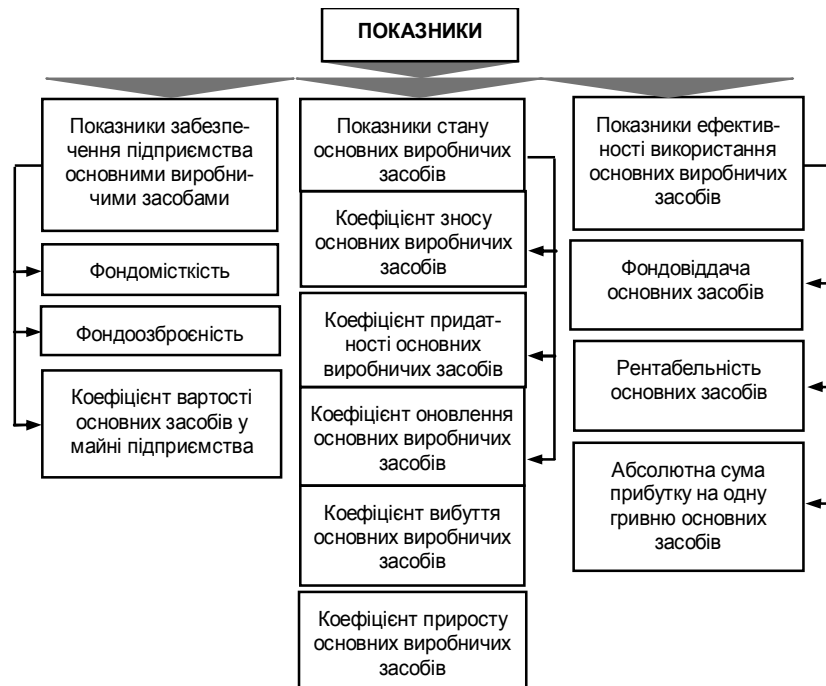 ПОКАЗНИКИ
Показники забезпе-
чення підприємства
основними виробни-
чими засобами
Фондомісткість
Фондоозброєність
Коефіцієнт вартості
основних засобів у
майні підприємства
Показники стану
основних виробничих
засобів
Коефіцієнт зносу
основних виробничих
засобів
Коефіцієнт придат-
ності основних
виробничих засобів
Коефіцієнт оновлення
основних виробничих
засобів
Коефіцієнт вибуття
основних виробничих
засобів
Коефіцієнт приросту
основних виробничих
засобів
Показники ефектив-
ності використання
основних виробничих
засобів
Фондовіддача
основних засобів
Рентабельність
основних засобів
Абсолютна сума
прибутку на одну
гривню основних
засобів